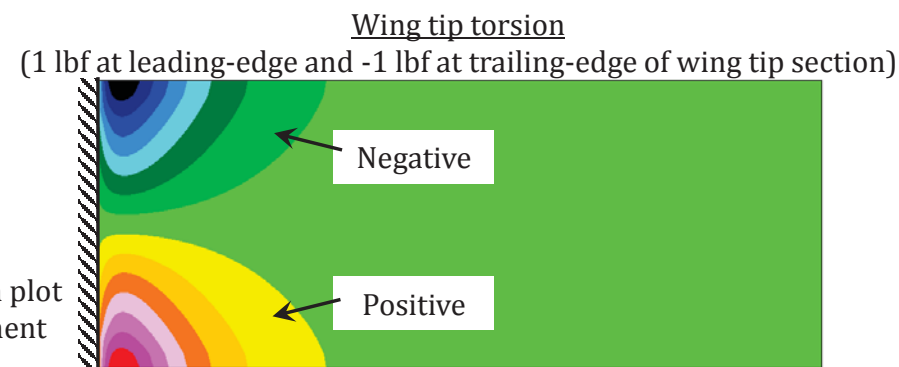 Wing tip torsion
(1 lbf at leading-edge and -1 lbf at trailing-edge of wing tip section)
Negative
Positive
plot